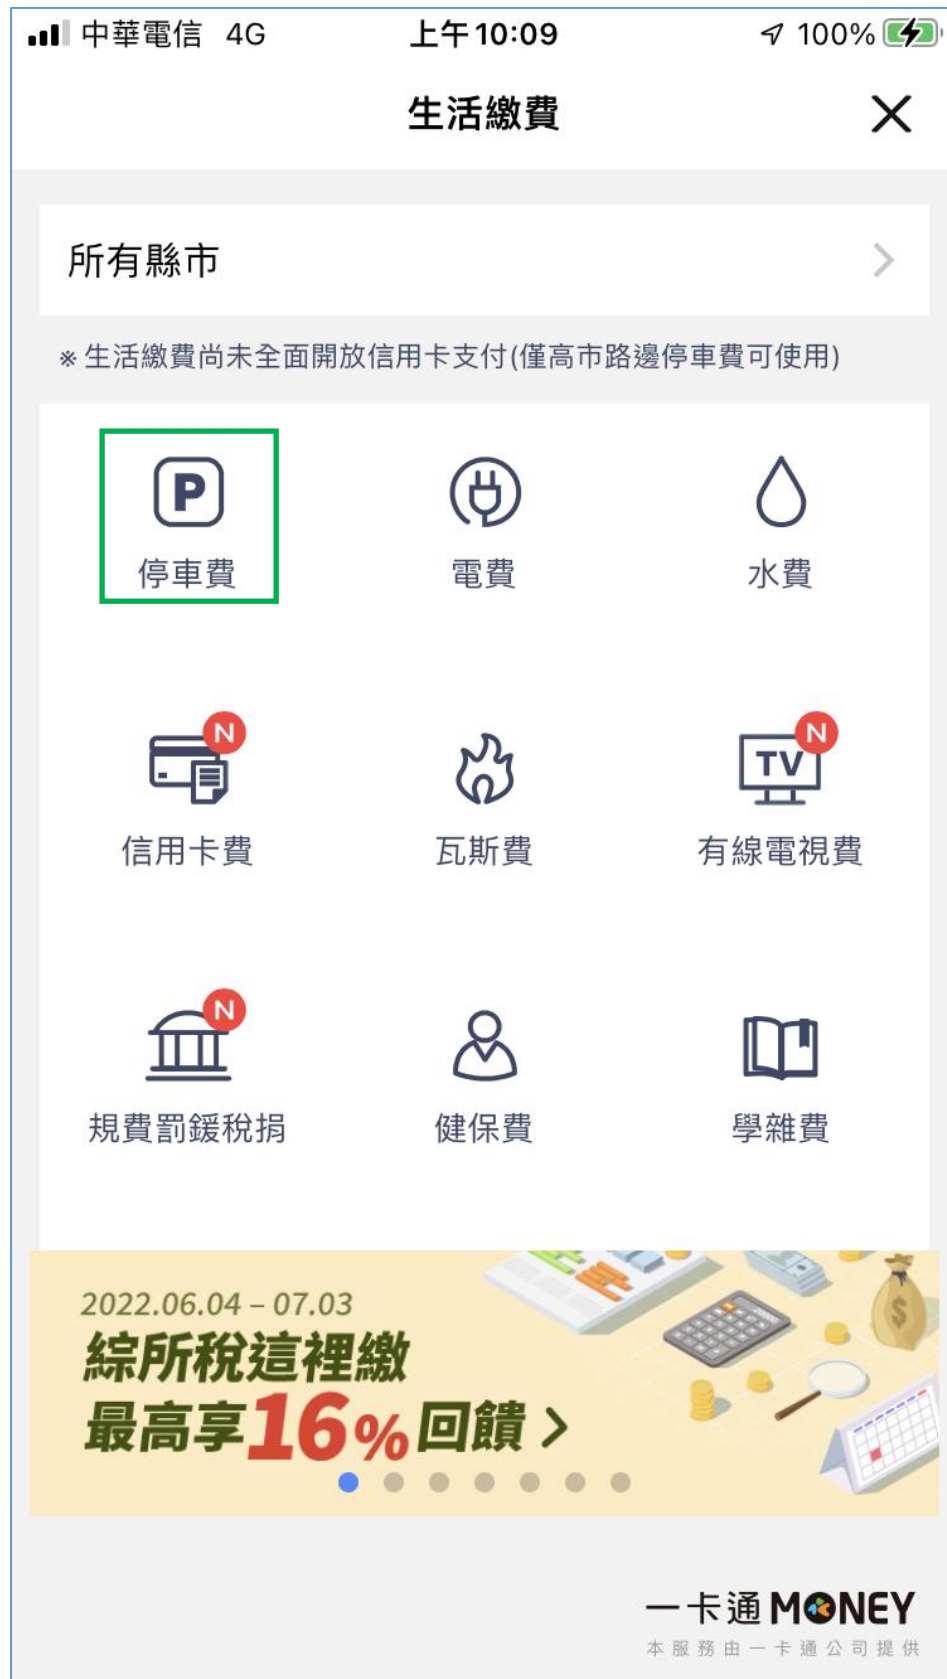 中華電信 4G 上午10:09 100%
生活繳費
所有縣市
※ 生活繳費尚未全面開放信用卡支付(僅高市路邊停車費可使用)
P
停車費 電費 水費
N N
TV
信用卡費 瓦斯費 有線電視費
N
規費罰鍰稅捐 健保費 學雜費
2022.06.04 – 07.03
綜所稅這裡繳
最高享16%回饋
$
一卡通 MONEY
本服務由一卡通公司提供